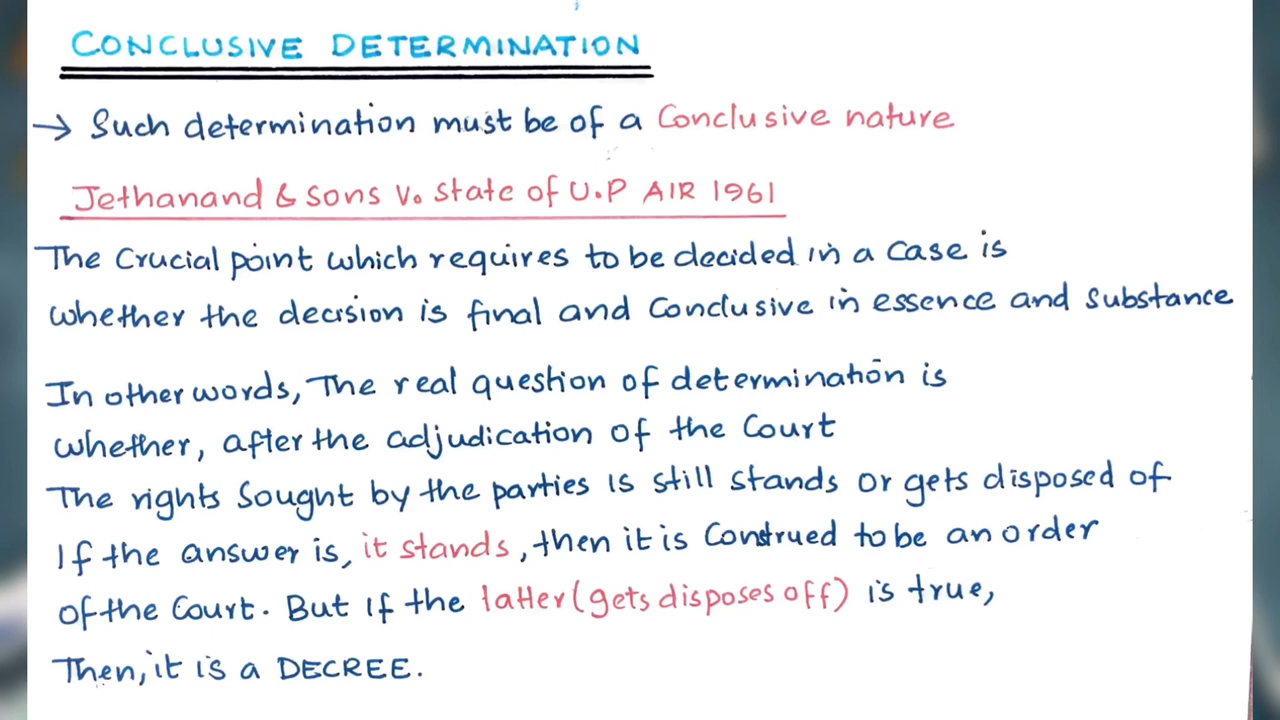 CONCLUSIVE DETERMINATION
→ Such determination must be of a Conclusive nature
Jethanand & sons V. State of U.P AIR 1961
The Crucial point which requires to be decided in a case is
whether the decision is final and Conclusive in essence and substance
In other words, The real question of determination is
whether, after the adjudication of the Court
The rights sought by the parties is still stands or gets disposed of
If the answer is, it stands, then it is Construed to be an order
of the Court. But if the latter (gets disposes off) is true,
Then, it is a DECREE.